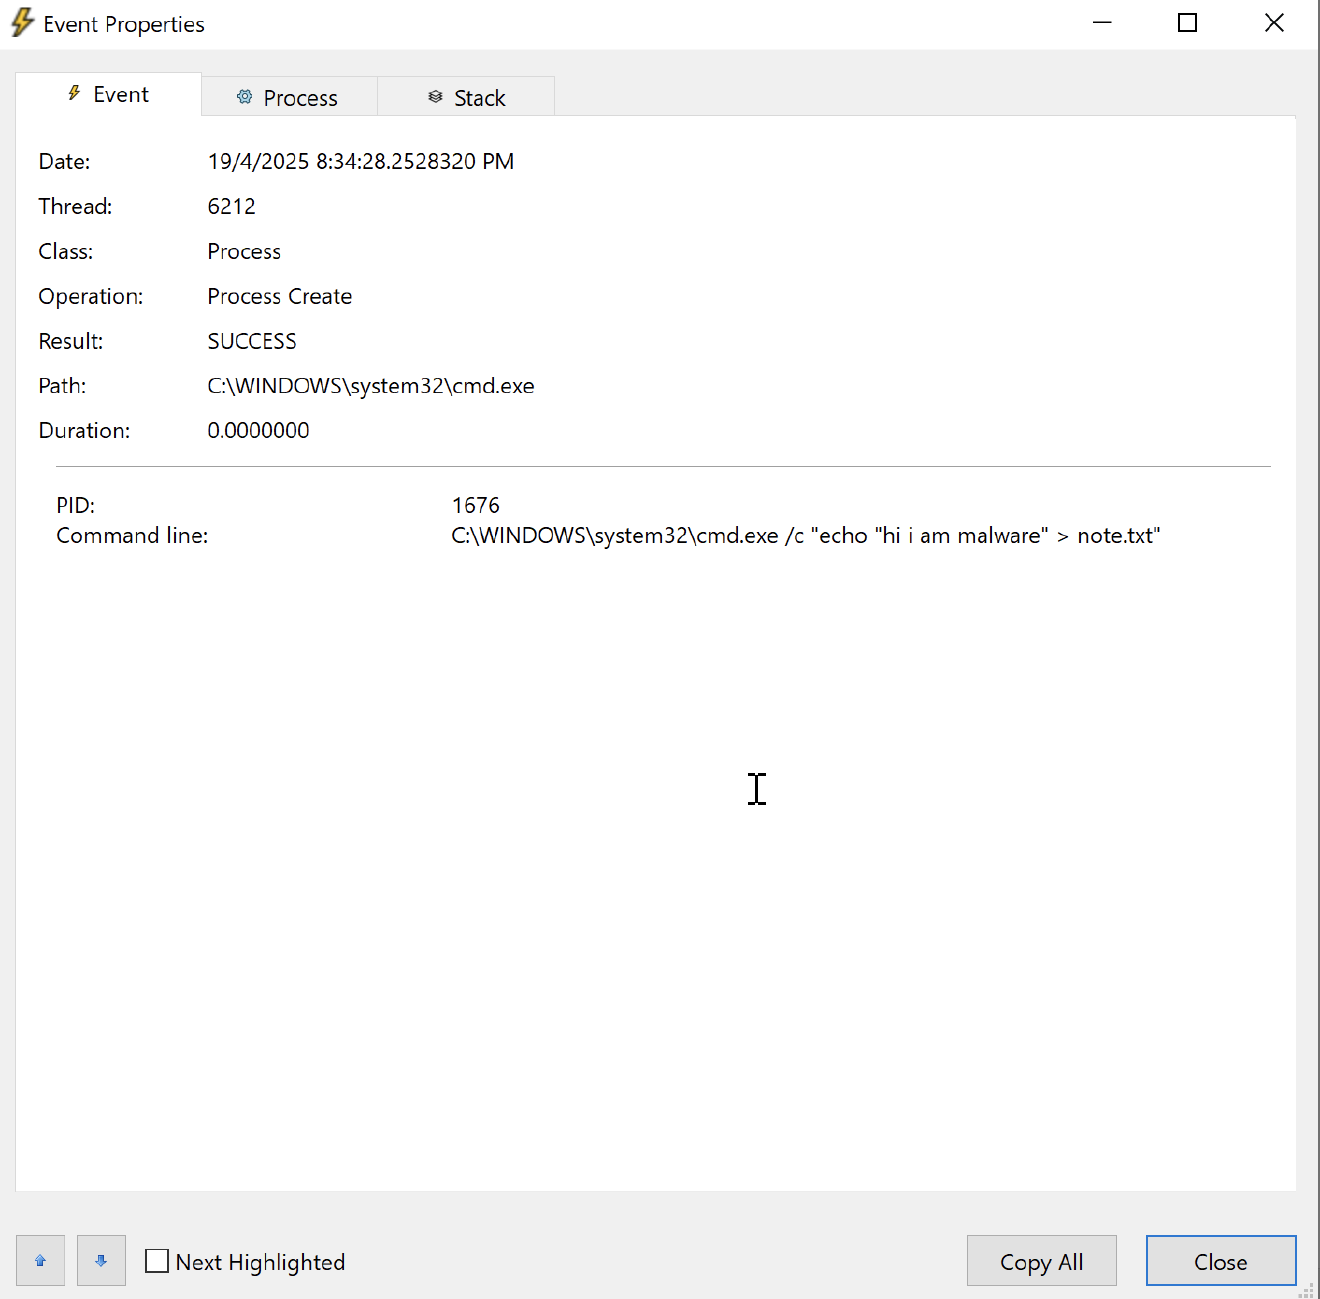 Event Properties
Event Process Stack
Date: 19/4/2025 8:34:28.2528320 PM
Thread: 6212
Class: Process
Operation: Process Create
Result: SUCCESS
Path: C:\WINDOWS\system32\cmd.exe
Duration: 0.0000000
PID: 1676
Command line: C:\WINDOWS\system32\cmd.exe /c "echo "hi i am malware" > note.txt"
Next Highlighted Copy All Close